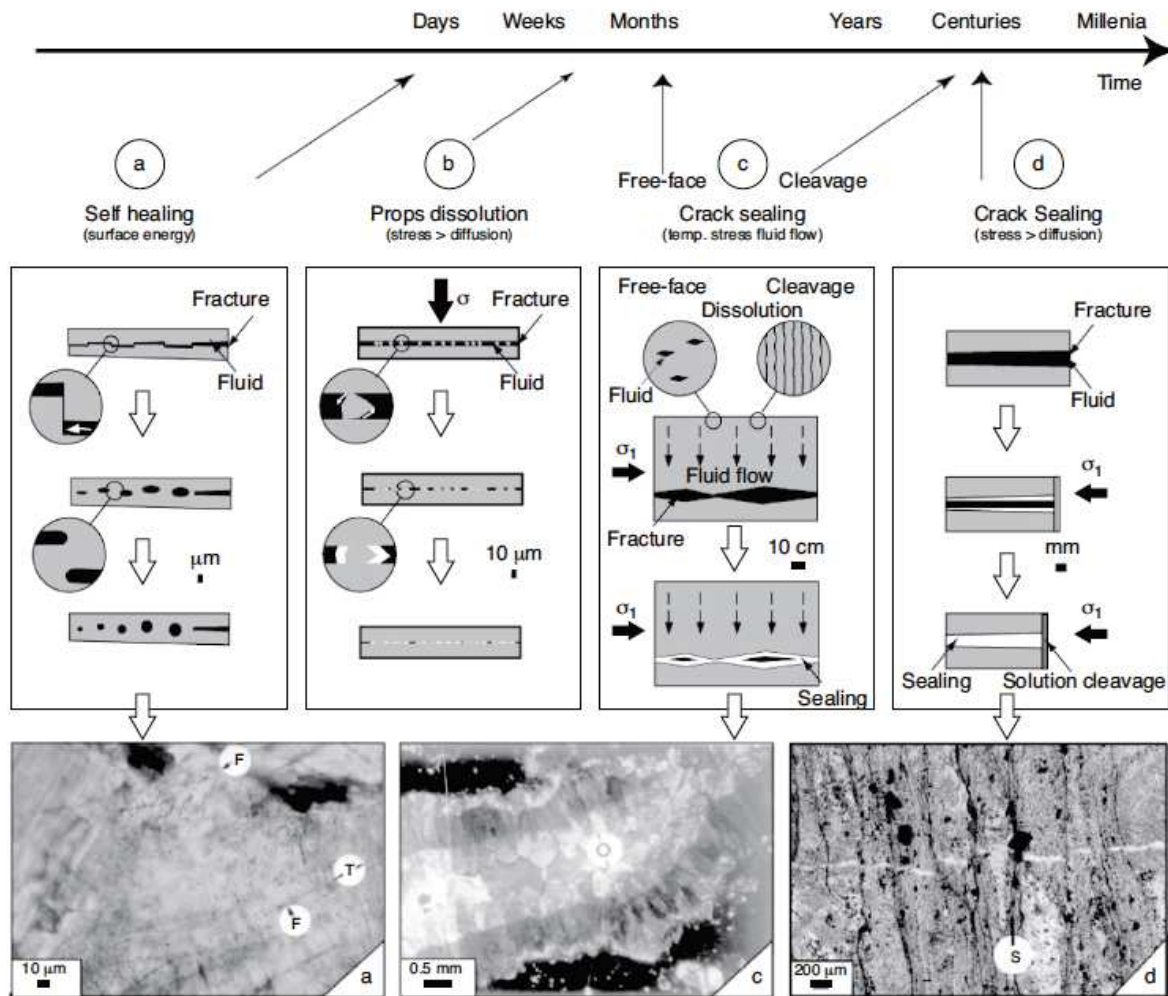 Days Weeks Months Years Centuries Millenia
Time
a b c d
Free-face Cleavage
Self healing
(surface energy)
Props dissolution
(stress > diffusion)
Crack sealing
(temp. stress fluid flow)
Crack Sealing
(stress > diffusion)
Fracture
Fluid
μm
σ
Fracture
Fluid
10 μm
Free-face Cleavage
Dissolution
Fluid
σ1
Fluid flow
Fracture
10 cm
σ1
Sealing
Fracture
Fluid
σ1
mm
σ1
Sealing Solution cleavage
F
T
F
10 μm
a
0.5 mm
c
S
200 μm
d